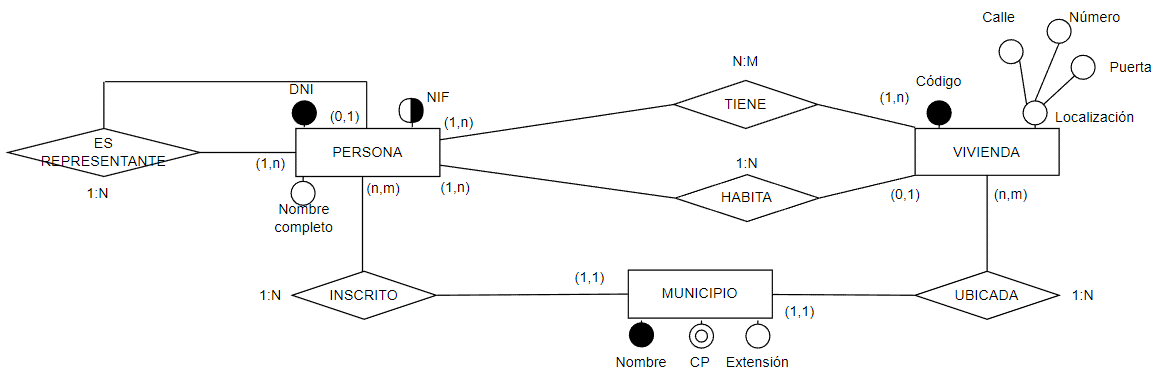 Calle
Número
Puerta
N:M
DNI
NIF
Código
(0,1)
(1,n)
TIENE
(1,n)
Localización
ES
REPRESENTANTE
PERSONA
VIVIENDA
(1,n)
1:N
1:N
(n,m)
(1,n)
HABITA
(0,1)
(n,m)
Nombre
completo
(1,1)
1:N
INSCRITO
MUNICIPIO
UBICADA
1:N
(1,1)
Nombre
CP
Extensión